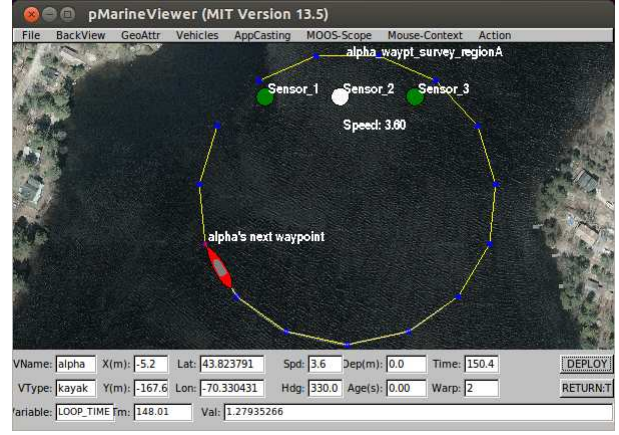 pMarineViewer (MIT Version 13.5)
File BackView GeoAttr Vehicles AppCasting MOOS-Scope Mouse-Context Action
alpha_waypt_survey_regionA
Sensor_1 Sensor_2 Sensor_3
Speed: 3.60
alpha's next waypoint
VName: alpha X(m): -5.2 Lat: 43.823791 Spd: 3.6 Dep(m): 0.0 Time: 150.4 DEPLOY
VType: kayak Y(m): -167.6 Lon: -70.330431 Hdg: 330.0 Age(s): 0.00 Warp: 2 RETURN:T
Variable: LOOP_TIME Tm: 148.01 Val: 1.27935266